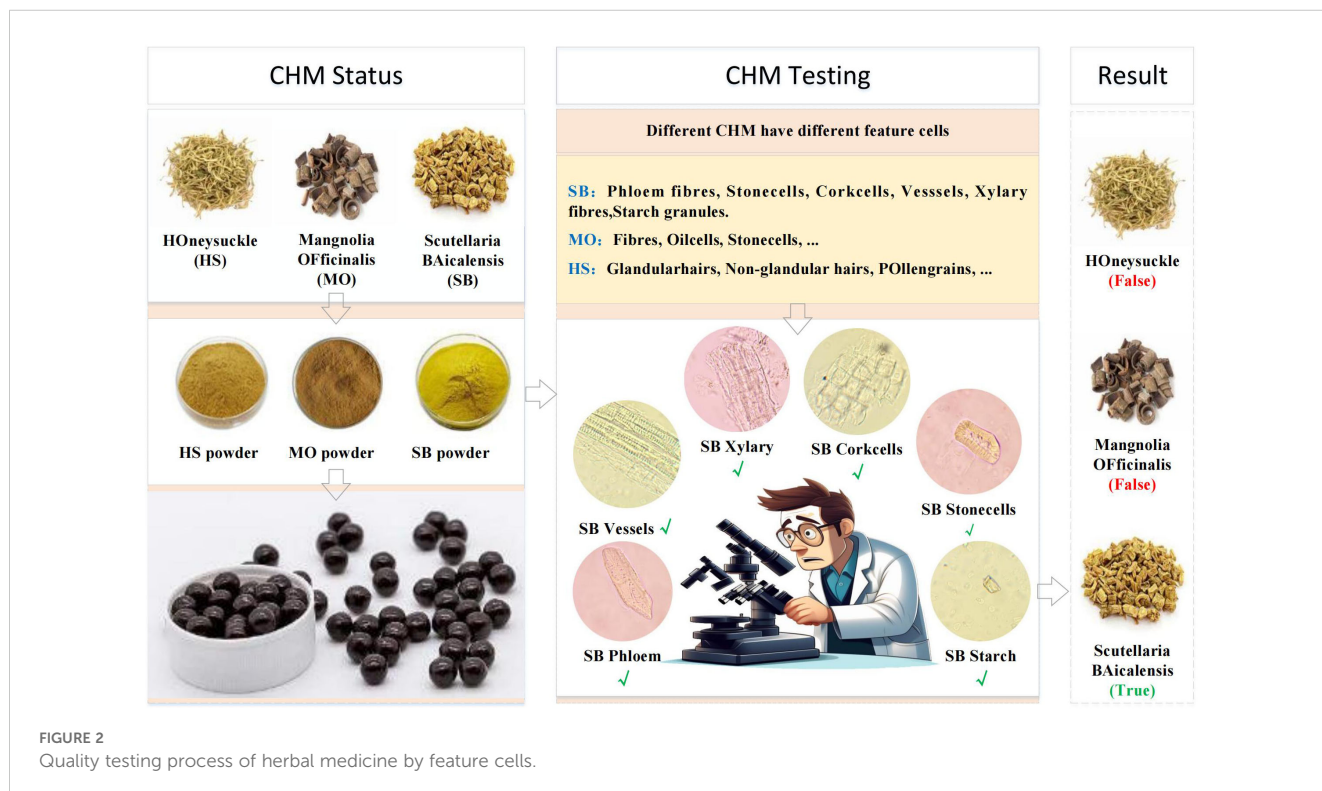 CHM Status
HOneysuckle
(HS)
Mangnolia
OFficinalis
(MO)
Scutellaria
BAicalensis
(SB)
HS powder
MO powder
SB powder
CHM Testing
Different CHM have different feature cells
SB: Phloem fibres, Stonecells, Corkcells, Vesssels, Xylary
fibres,Starch granules.
MO: Fibres, Oilcells, Stonecells, ...
HS: Glandularhairs, Non-glandular hairs, POllengrains, ...
SB Xylary
√
SB Corkcells
√
SB Stonecells
√
SB Vessels √
SB Phloem
√
SB Starch
√
Result
HOneysuckle
(False)
Mangnolia
OFficinalis
(False)
Scutellaria
BAicalensis
(True)
FIGURE 2
Quality testing process of herbal medicine by feature cells.